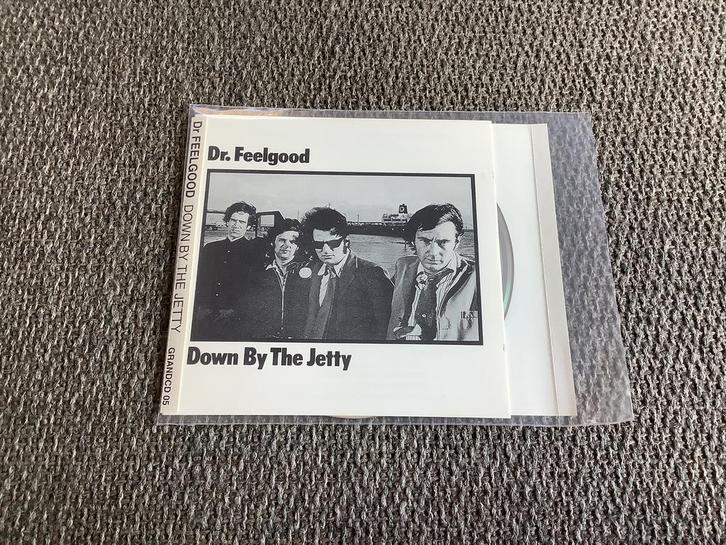 Dr. Feelgood
Down By The Jetty
Dr FEELGOOD DOWN BY THE JETTY GRANDCD 05